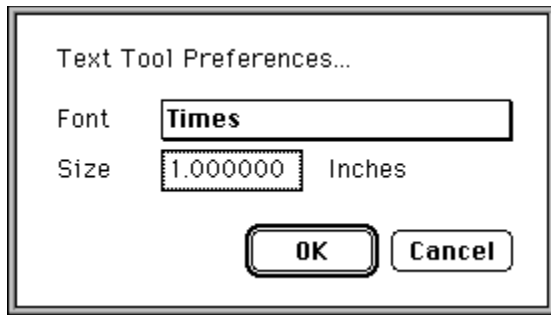 Text Tool Preferences...
Font Times
Size 1.000000 Inches
OK Cancel